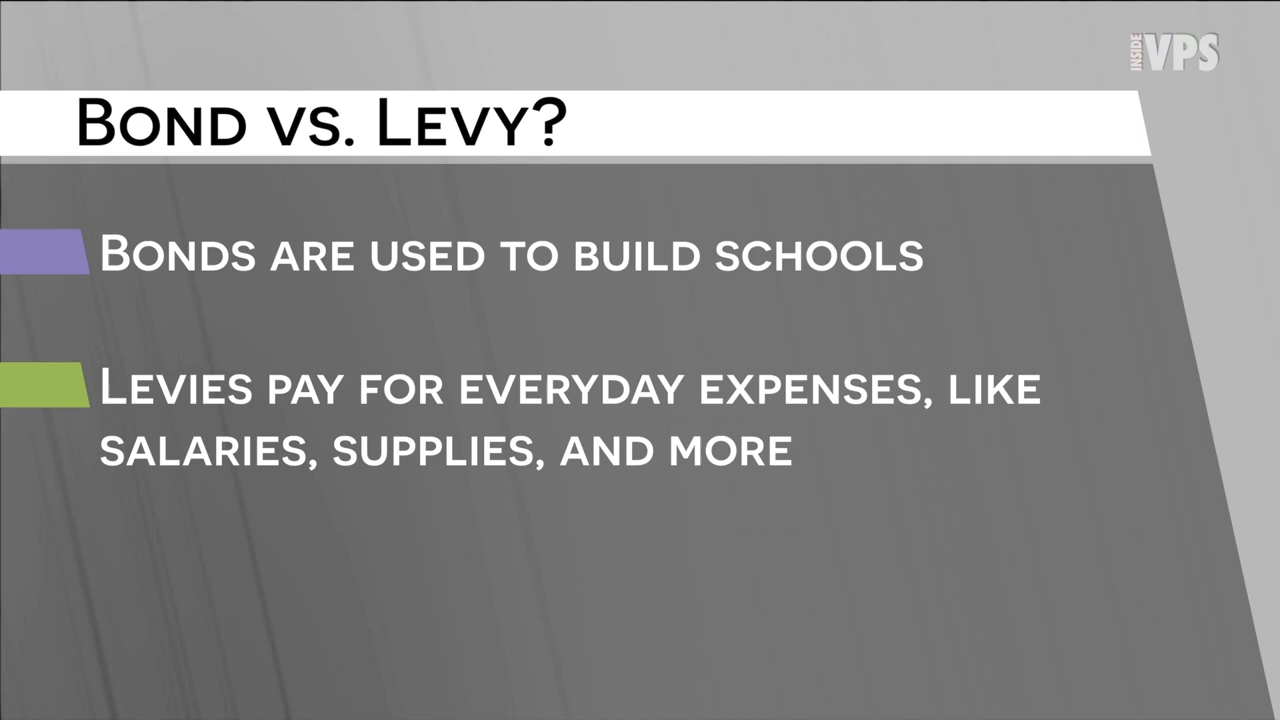 INSIDE VPS
Bond vs. Levy?
Bonds are used to build schools
Levies pay for everyday expenses, like
salaries, supplies, and more